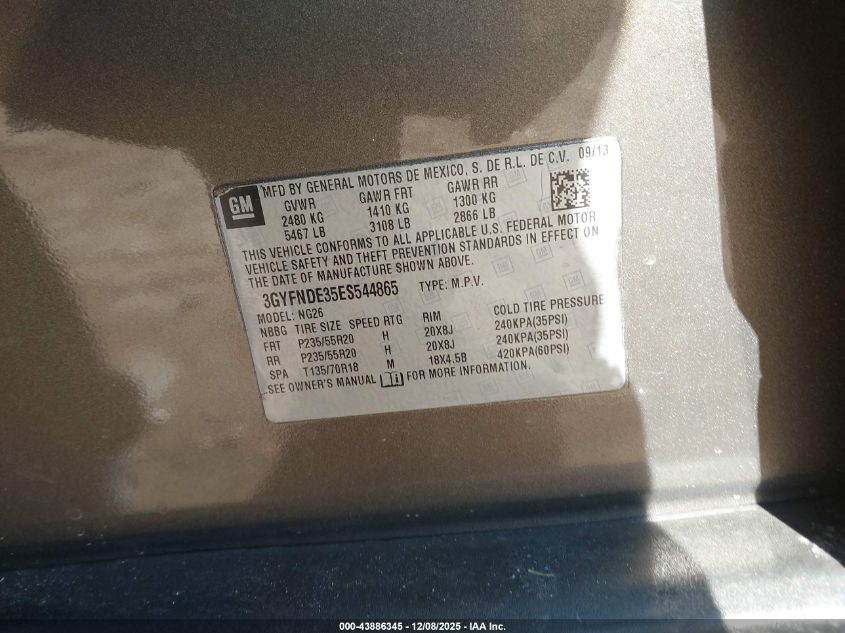 GM
MFD BY GENERAL MOTORS DE MEXICO, S. DE R.L. DE C.V. 09/13
GVWR GAWR FRT GAWR RR
2480 KG 1410 KG 1300 KG
5467 LB 3108 LB 2866 LB
THIS VEHICLE CONFORMS TO ALL APPLICABLE U.S. FEDERAL MOTOR
VEHICLE SAFETY AND THEFT PREVENTION STANDARDS IN EFFECT ON
THE DATE OF MANUFACTURE SHOWN ABOVE.
3GYFNDE35ES544865 TYPE: M.P.V.
MODEL: NG26
NBBG TIRE SIZE SPEED RTG RIM COLD TIRE PRESSURE
FRT P235/55R20 H 20X8J 240KPA(35PSI)
RR P235/55R20 H 20X8J 240KPA(35PSI)
SPA T135/70R18 M 18X4.5B 420KPA(60PSI)
SEE OWNER'S MANUAL FOR MORE INFORMATION.
000-43886345 - 12/08/2025 - IAA Inc.